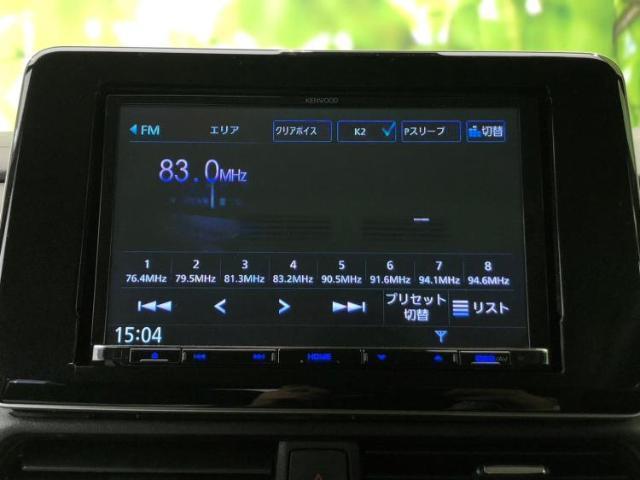 KENWOOD
FM エリア クリアボイス K2 Pスリープ 切替
83.0MHz
1 2 3 4 5 6 7 8
76.4MHz 79.5MHz 81.3MHz 83.2MHz 90.5MHz 91.6MHz 94.1MHz 94.6MHz
プリセット
切替
リスト
15:04
HOME